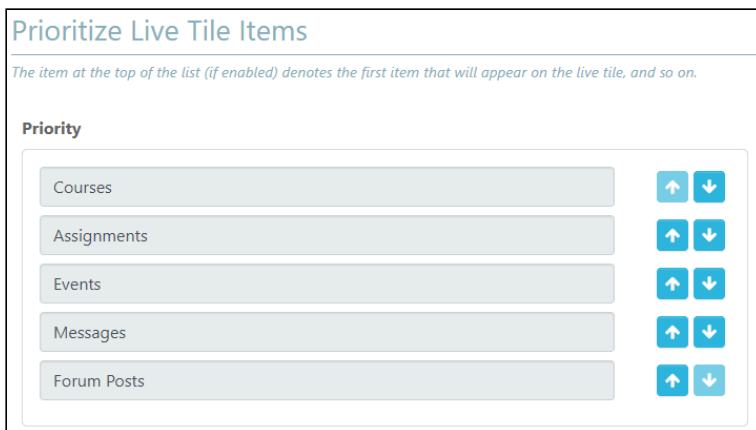 Prioritize Live Tile Items
The item at the top of the list (if enabled) denotes the first item that will appear on the live tile, and so on.
Priority
Courses
Assignments
Events
Messages
Forum Posts